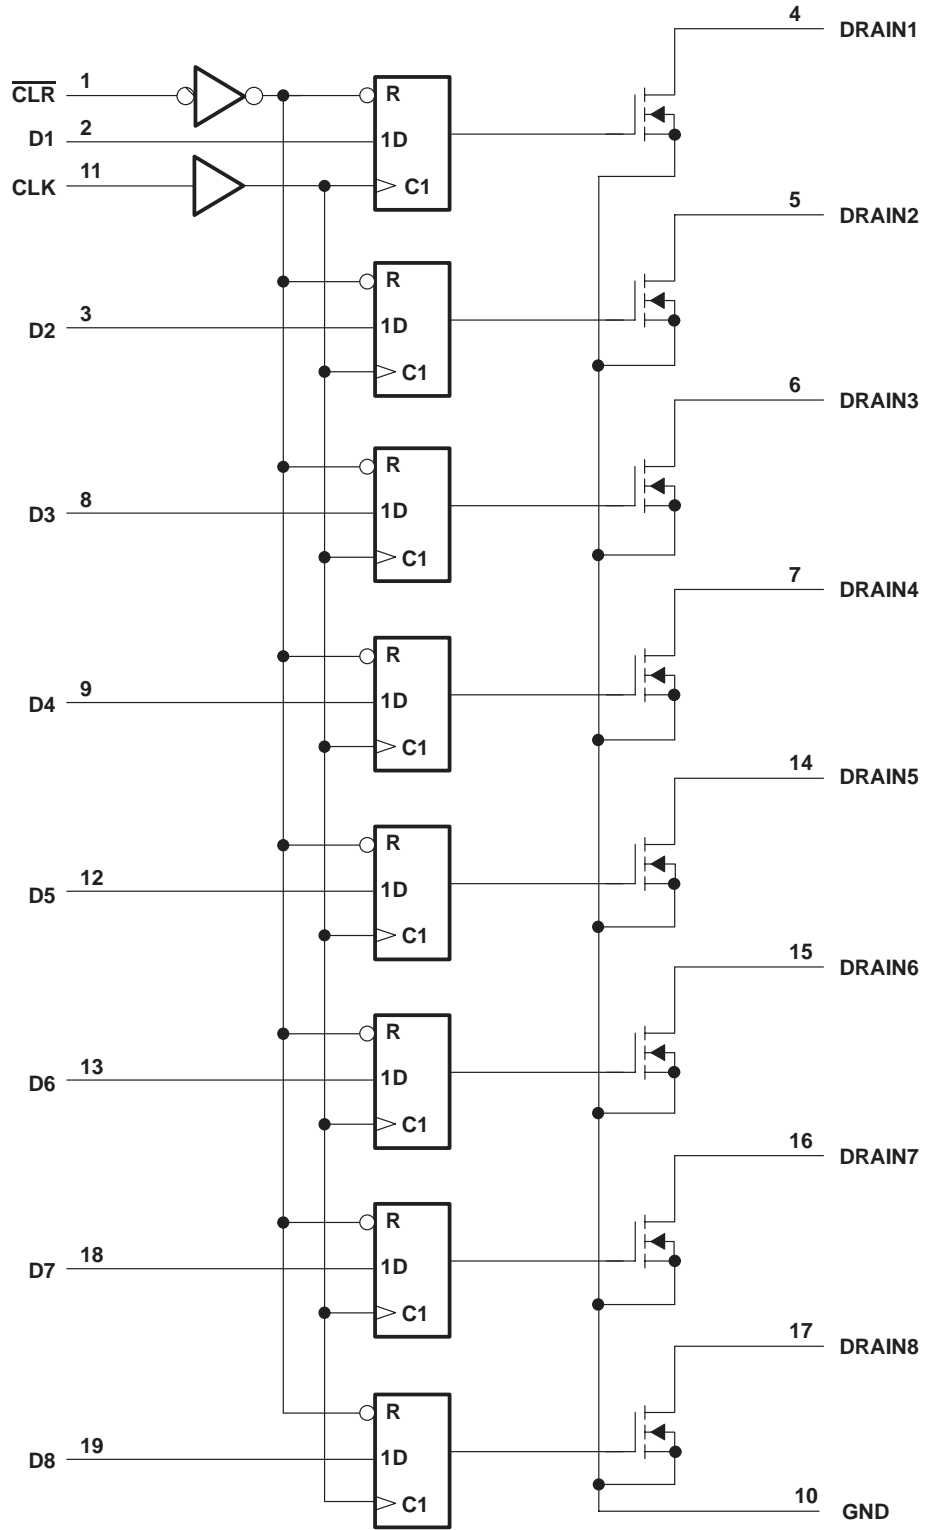 4 DRAIN1
CLR 1 R
D1 2 1D
CLK 11 C1
5 DRAIN2
R
D2 3 1D
C1
6 DRAIN3
R
D3 8 1D
C1
7 DRAIN4
R
D4 9 1D
C1
14 DRAIN5
R
D5 12 1D
C1
15 DRAIN6
R
D6 13 1D
C1
16 DRAIN7
R
D7 18 1D
C1
17 DRAIN8
R
D8 19 1D
C1
10 GND